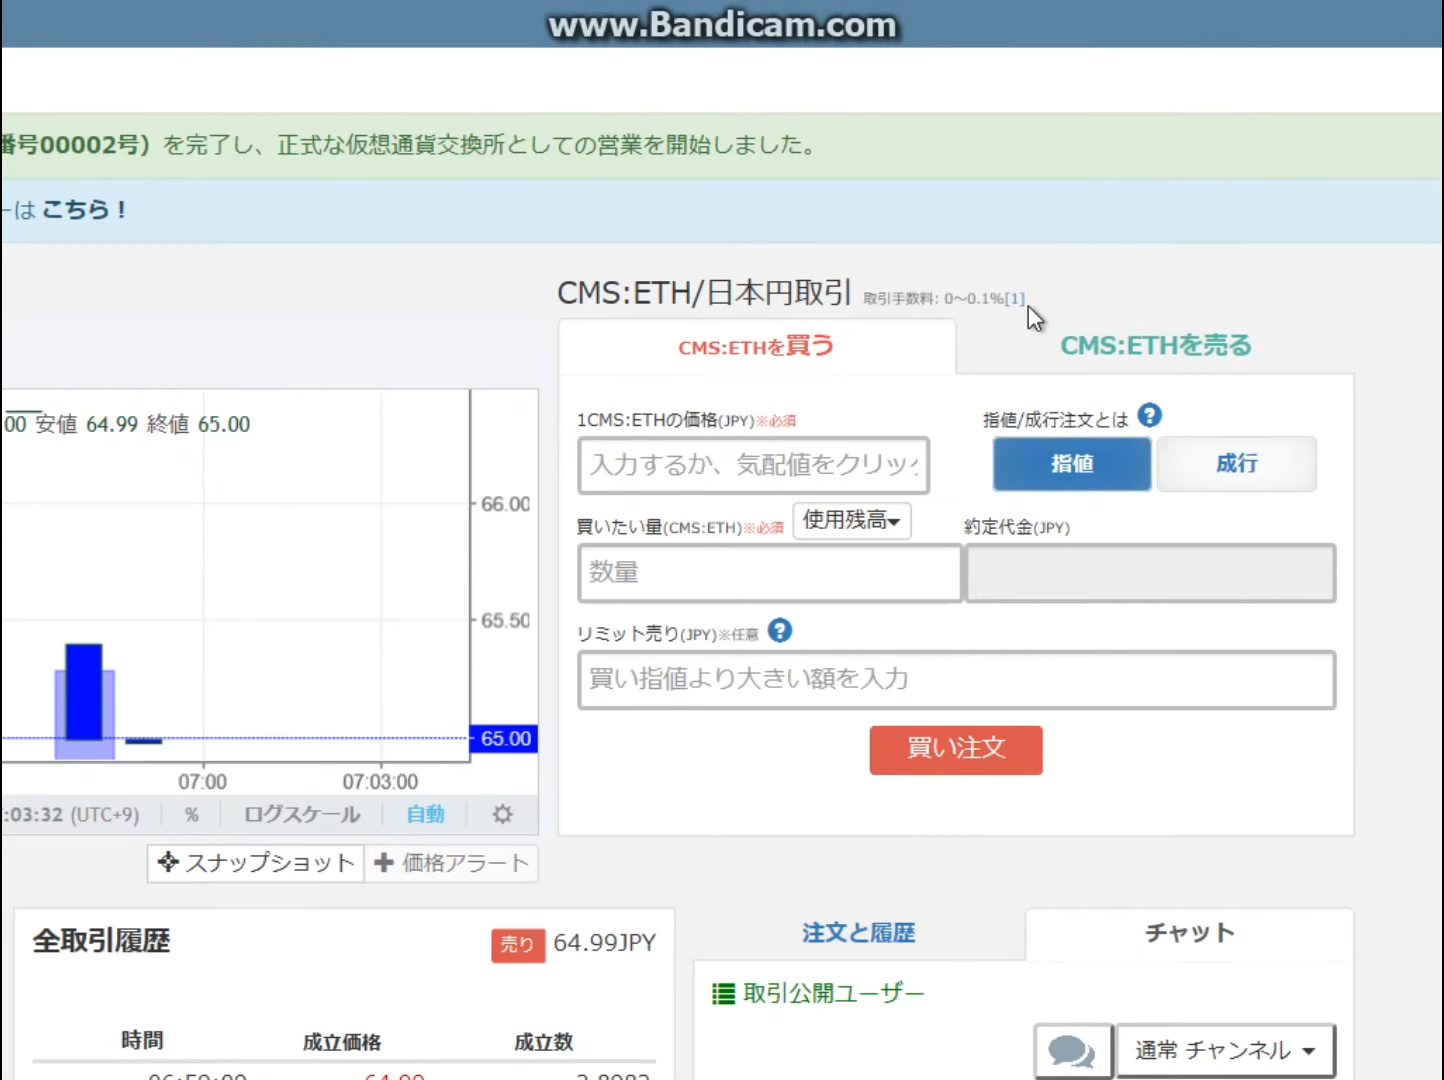 www.Bandicam.com
番号00002号）を完了し、正式な仮想通貨交換所としての営業を開始しました。
ーは こちら！
CMS:ETH/日本円取引 取引手数料: 0〜0.1%[1]
CMS:ETHを買う
CMS:ETHを売る
00 安値 64.99 終値 65.00
1CMS:ETHの価格(JPY)※必須
指値/成行注文とは ?
入力するか、気配値をクリック
指値
成行
66.00
買いたい量(CMS:ETH)※必須 使用残高
約定代金(JPY)
数量
65.50
リミット売り(JPY)※任意 ?
買い指値より大きい額を入力
65.00
買い注文
07:00
07:03:00
:03:32 (UTC+9)
%
ログスケール
自動
スナップショット
価格アラート
全取引履歴
売り 64.99JPY
注文と履歴
チャット
取引公開ユーザー
時間
成立価格
成立数
通常 チャンネル